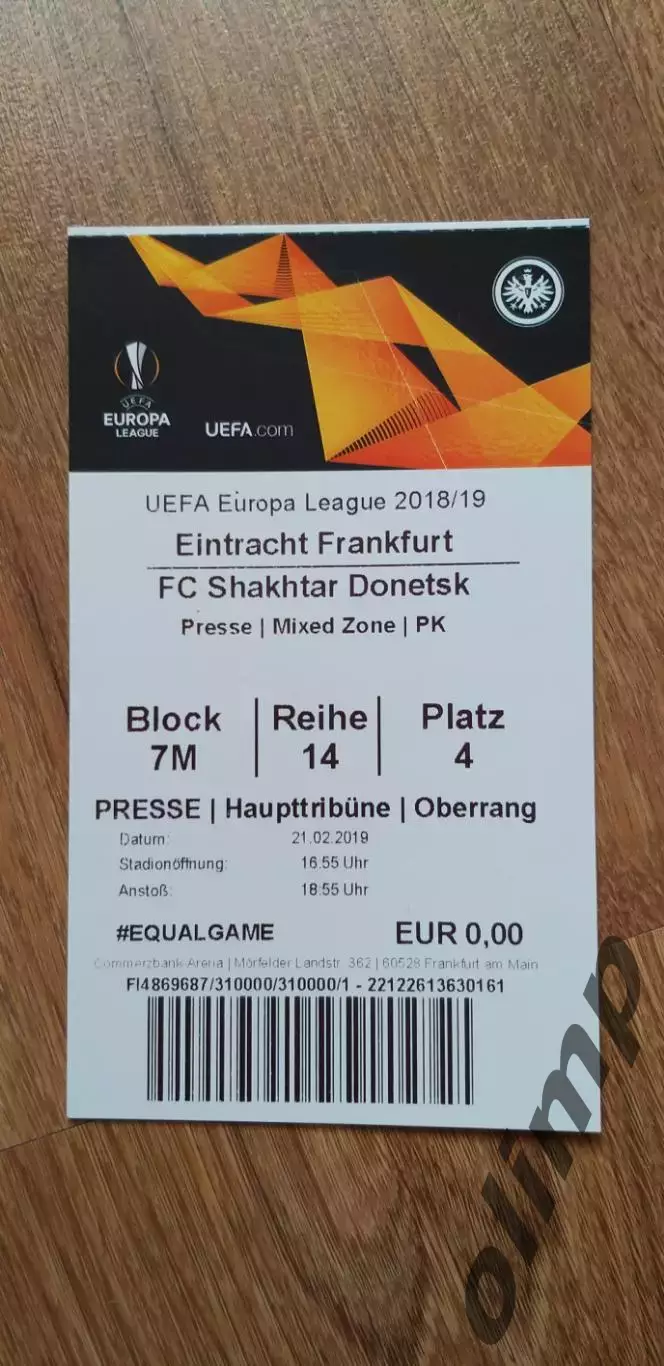 UEFA
EUROPA
LEAGUE
UEFA.com
UEFA Europa League 2018/19
Eintracht Frankfurt
FC Shakhtar Donetsk
Presse | Mixed Zone | PK
Block | Reihe | Platz
7M | 14 | 4
PRESSE | Haupttribüne | Oberrang
Datum: 21.02.2019
Stadionöffnung: 16:55 Uhr
Anstoß: 18:55 Uhr
#EQUALGAME EUR 0,00
Commerzbank-Arena | Mörfelder Landstr. 362 | 60528 Frankfurt am Main
FI4869687/310000/310000/1 - 22122613630161
olimp